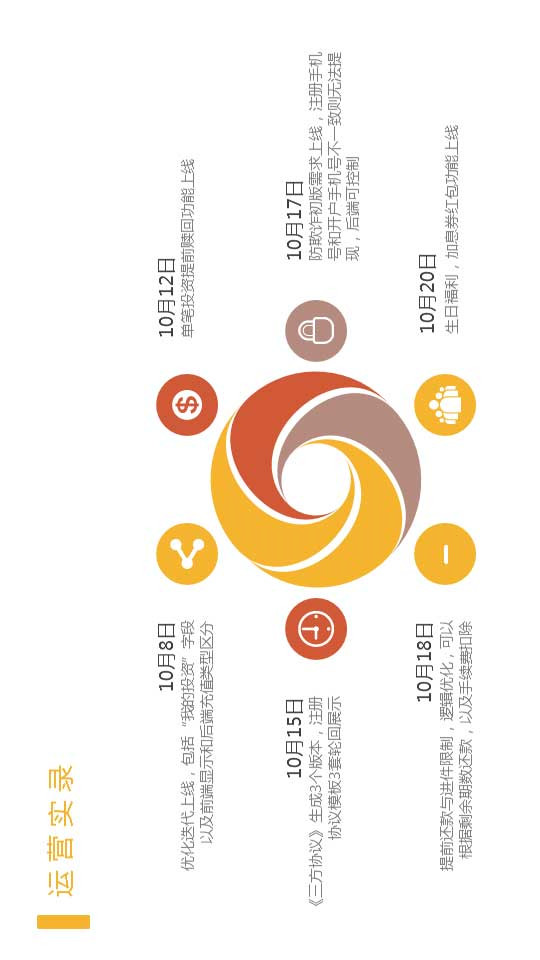 运营实录
10月8日
优化迭代上线，包括“我的投资”字段
以及前端显示和后端充值类型区分
10月12日
单笔投资提前赎回功能上线
10月15日
《三方协议》生成3个版本，注册
协议模板3套轮回展示
10月17日
防欺诈初版需求上线，注册手机
号和开户手机号不一致则无法提
现，后端可控制
10月18日
提前还款与进件限制，逻辑优化，可以
根据剩余期数还款，以及手续费扣除
10月20日
生日福利，加息券红包功能上线